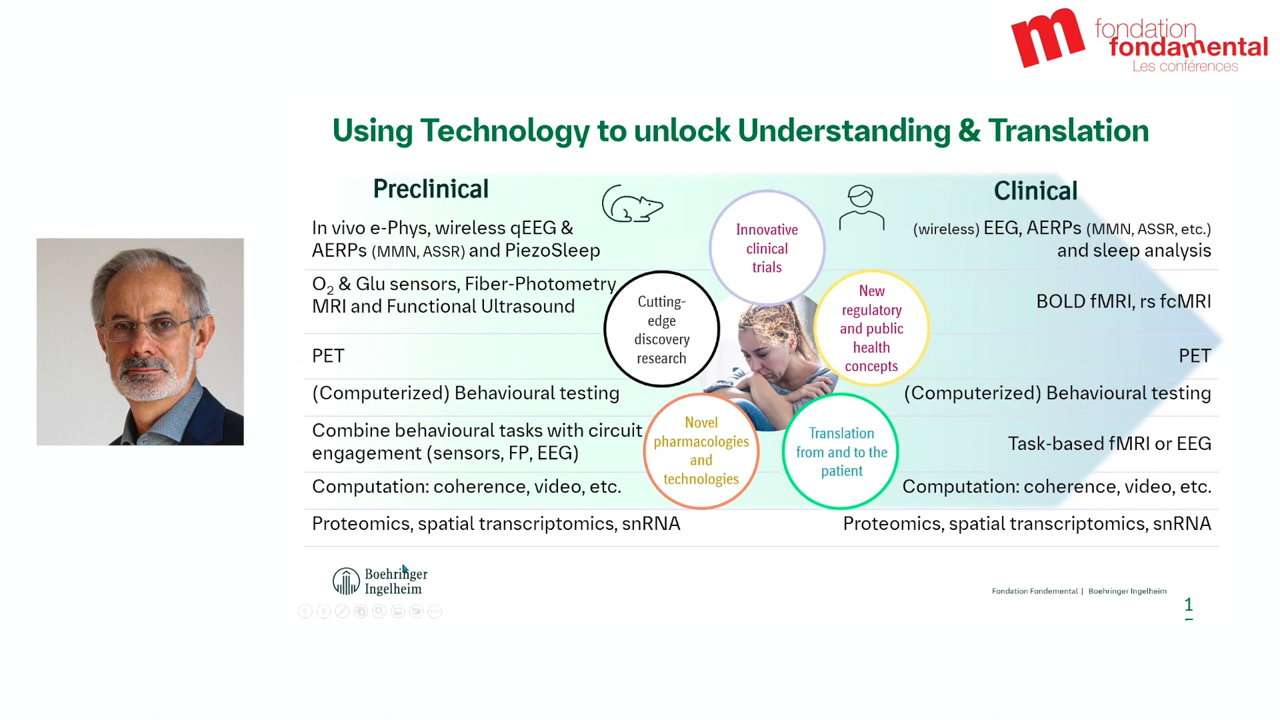 fondation
fondamental
Les conférences
Using Technology to unlock Understanding & Translation
Preclinical
Clinical
In vivo e-Phys, wireless qEEG &
AERPs (MMN, ASSR) and PiezoSleep
(wireless) EEG, AERPs (MMN, ASSR, etc.)
and sleep analysis
O₂ & Glu sensors, Fiber-Photometry,
MRI and Functional Ultrasound
BOLD fMRI, rs fcMRI
PET
PET
(Computerized) Behavioural testing
(Computerized) Behavioural testing
Combine behavioural tasks with circuit
engagement (sensors, FP, EEG)
Task-based fMRI or EEG
Computation: coherence, video, etc.
Computation: coherence, video, etc.
Proteomics, spatial transcriptomics, snRNA
Proteomics, spatial transcriptomics, snRNA
Innovative
clinical
trials
Cutting-
edge
discovery
research
New
regulatory
and public
health
concepts
Novel
pharmacologies
and
technologies
Translation
from and to the
patient
Boehringer
Ingelheim
Fondation Fondemental | Boehringer Ingelheim
1